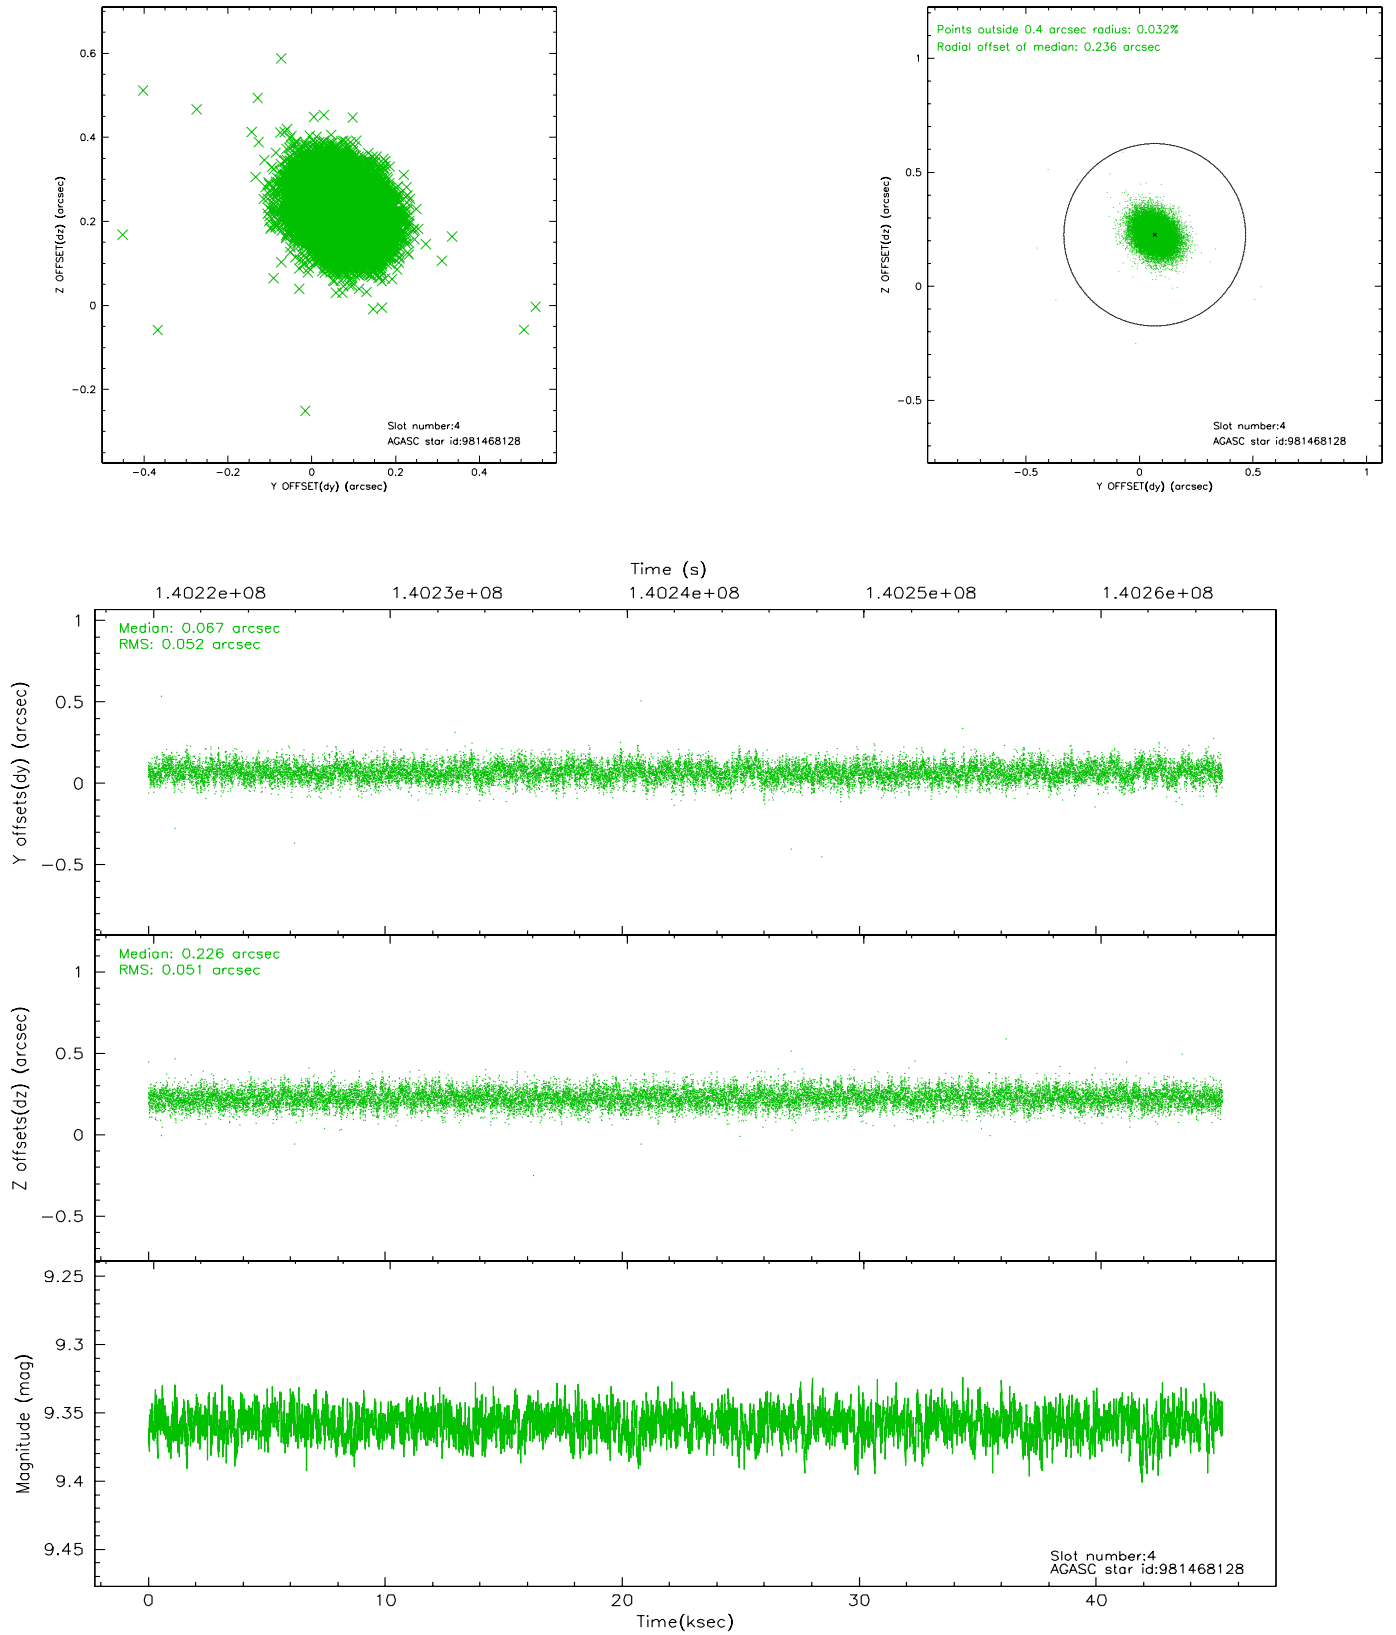 0.6
0.4
0.2
0
−0.2
Z OFFSET(dz) (arcsec)
Slot number:4
AGASC star id:981468128
−0.4 −0.2 0 0.2 0.4
Y OFFSET(dy) (arcsec)
Points outside 0.4 arcsec radius: 0.032%
Radial offset of median: 0.236 arcsec
1
0.5
0
−0.5
Z OFFSET(dz) (arcsec)
Slot number:4
AGASC star id:981468128
−0.5 0 0.5 1
Y OFFSET(dy) (arcsec)
Time (s)
1.4022e+08 1.4023e+08 1.4024e+08 1.4025e+08 1.4026e+08
Median: 0.067 arcsec
RMS: 0.052 arcsec
1
0.5
0
−0.5
Y offsets(dy) (arcsec)
Median: 0.226 arcsec
RMS: 0.051 arcsec
1
0.5
0
−0.5
Z offsets(dz) (arcsec)
9.25
9.3
9.35
9.4
9.45
Magnitude (mag)
Slot number:4
AGASC star id:981468128
0 10 20 30 40
Time(ksec)